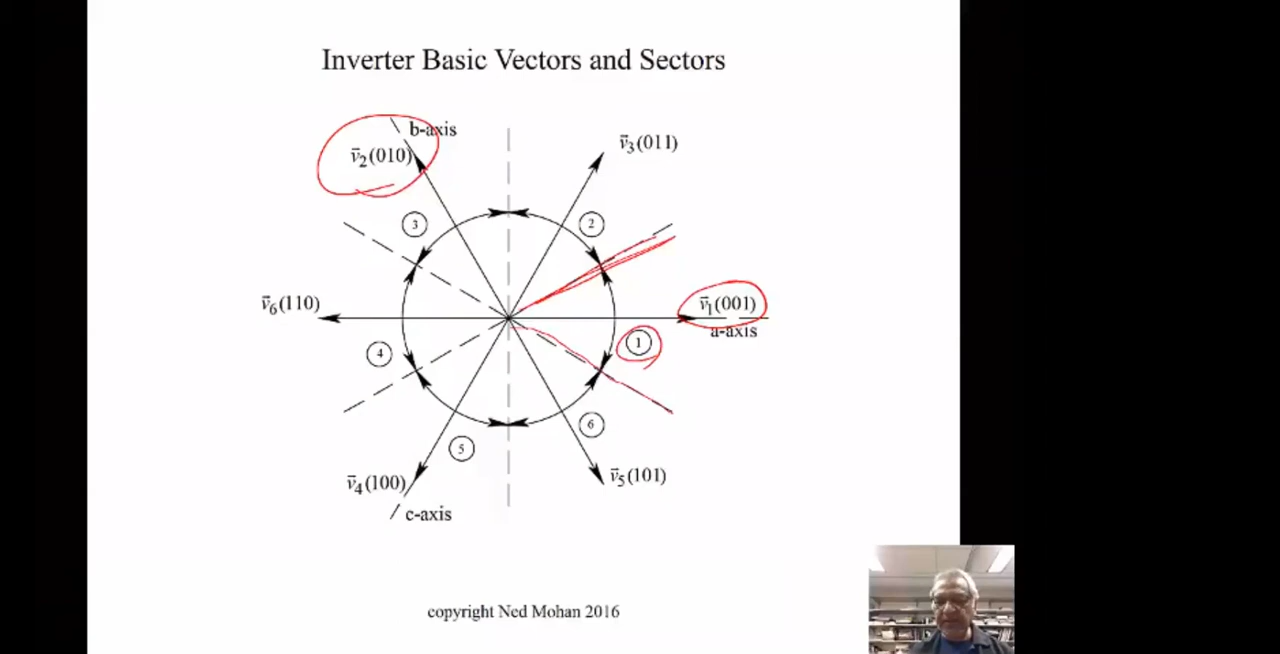 Inverter Basic Vectors and Sectors
b-axis
v⃗2(010)
v⃗3(011)
3
2
v⃗6(110)
v⃗1(001)
a-axis
1
4
6
5
v⃗4(100)
v⃗5(101)
c-axis
copyright Ned Mohan 2016